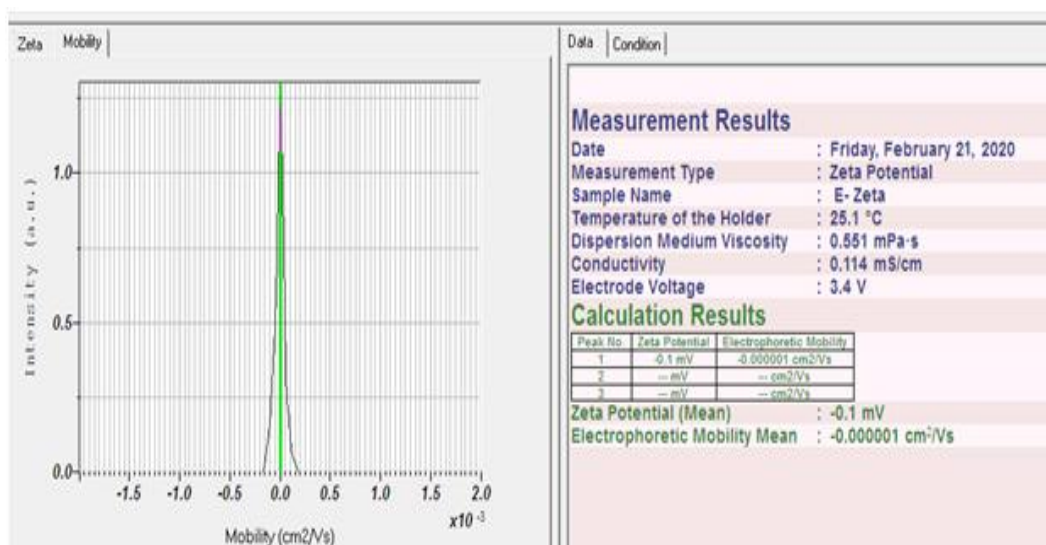 Zeta Mobility
Intensity (a.u.)
1.0
0.5
0.0
-1.5 -1.0 -0.5 0.0 0.5 1.0 1.5 2.0
x10 -3
Mobility (cm2/Vs)
Data Condition
Measurement Results
Date : Friday, February 21, 2020
Measurement Type : Zeta Potential
Sample Name : E- Zeta
Temperature of the Holder : 25.1 °C
Dispersion Medium Viscosity : 0.551 mPa·s
Conductivity : 0.114 mS/cm
Electrode Voltage : 3.4 V
Calculation Results
Peak No Zeta Potential Electrophoretic Mobility
1 -0.1 mV -0.000001 cm2/Vs
2 --- mV --- cm2/Vs
3 --- mV --- cm2/Vs
Zeta Potential (Mean) : -0.1 mV
Electrophoretic Mobility Mean : -0.000001 cm²/Vs